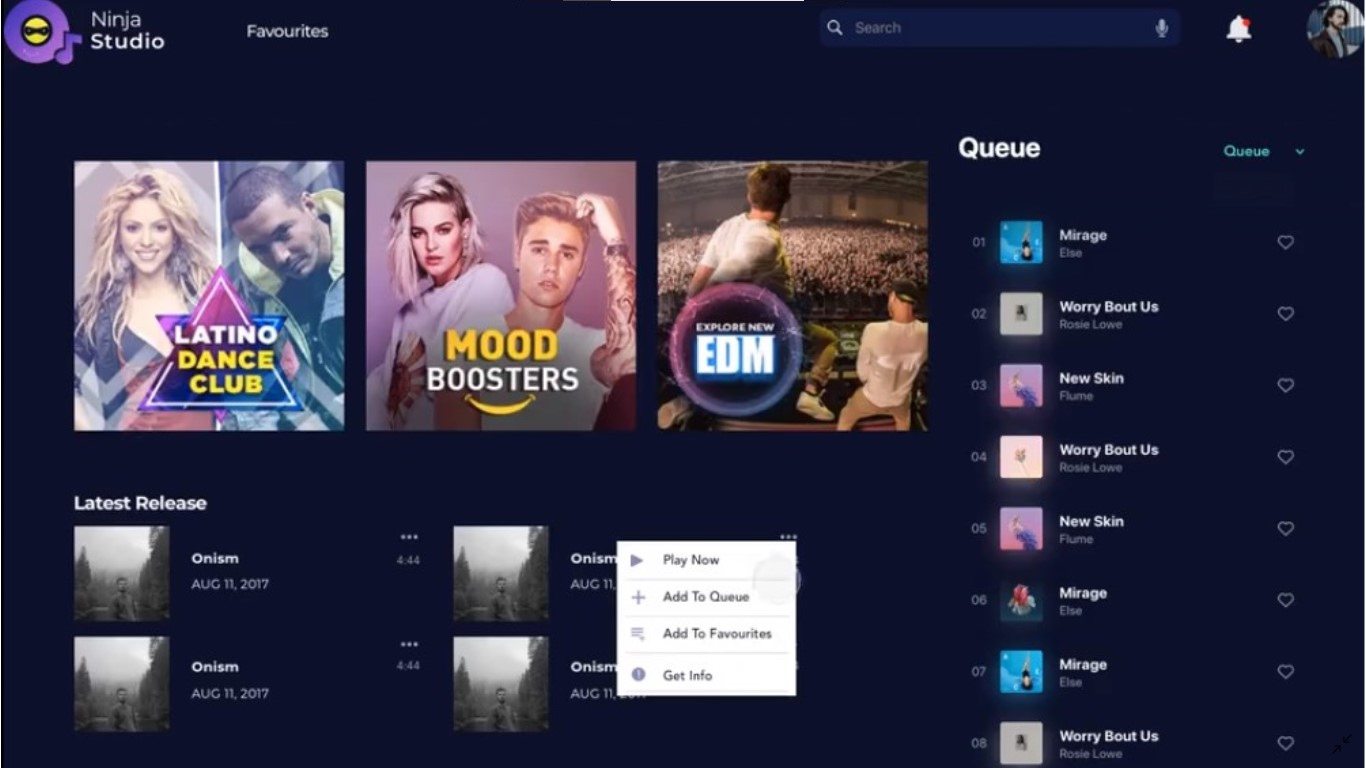 Ninja
Studio
Favourites
Search
LATINO
DANCE
CLUB
MOOD
BOOSTERS
EXPLORE NEW
EDM
Queue
Queue
01
Mirage
Else
02
Worry Bout Us
Rosie Lowe
03
New Skin
Flume
04
Worry Bout Us
Rosie Lowe
05
New Skin
Flume
06
Mirage
Else
07
Mirage
Else
08
Worry Bout Us
Rosie Lowe
Latest Release
Onism
4:44
AUG 11, 2017
Onism
AUG 11,
Onism
4:44
AUG 11, 2017
Onism
AUG 11,
Play Now
Add To Queue
Add To Favourites
Get Info